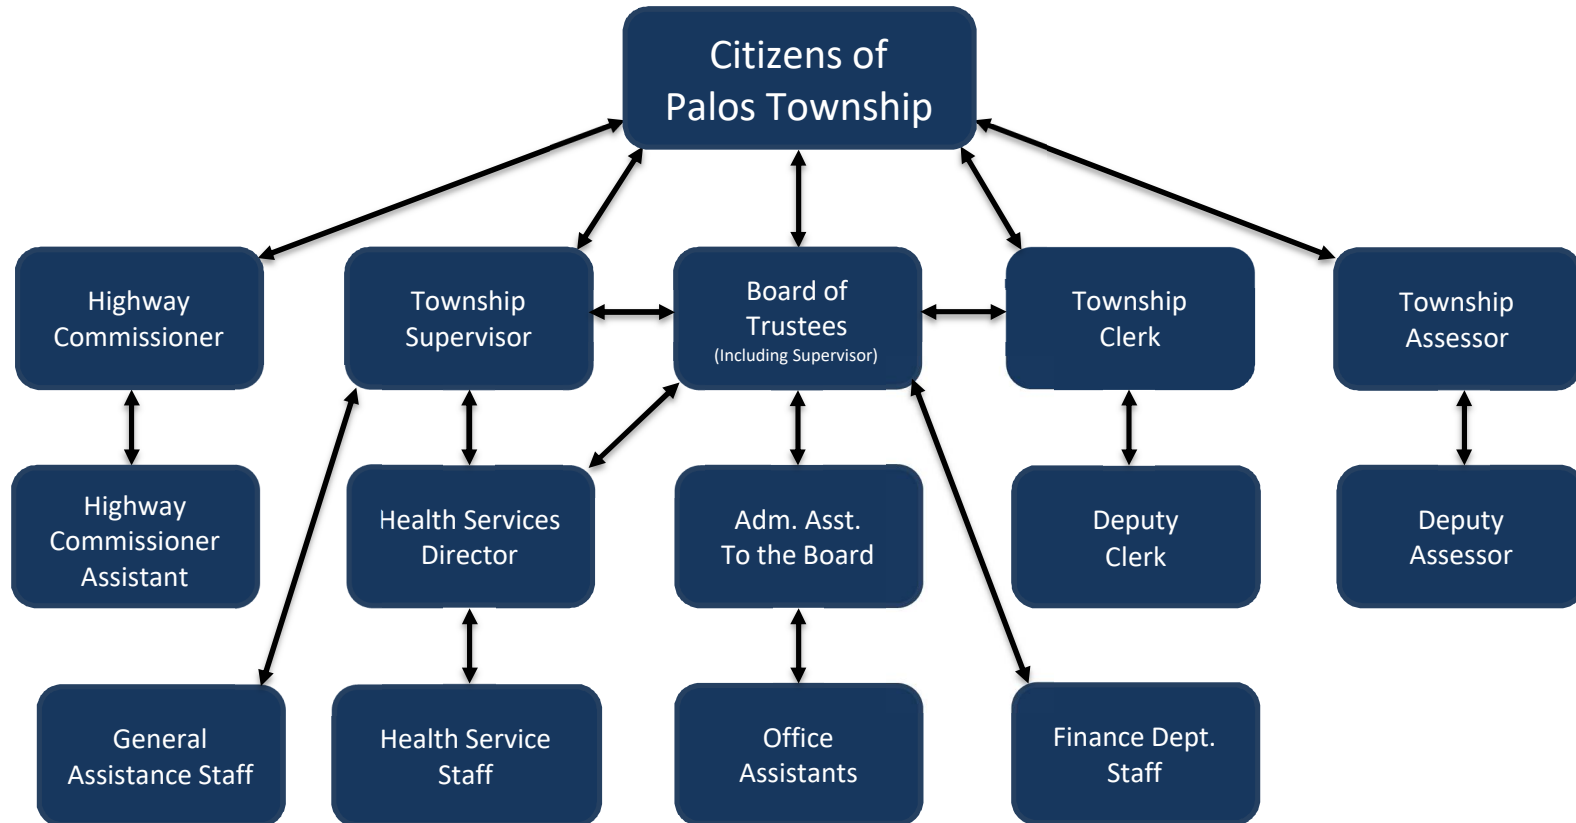 Citizens of
Palos Township
Highway
Commissioner
Township
Supervisor
Board of
Trustees
(Including Supervisor)
Township
Clerk
Township
Assessor
Highway
Commissioner
Assistant
Health Services
Director
Adm. Asst.
To the Board
Deputy
Clerk
Deputy
Assessor
General
Assistance Staff
Health Service
Staff
Office
Assistants
Finance Dept.
Staff